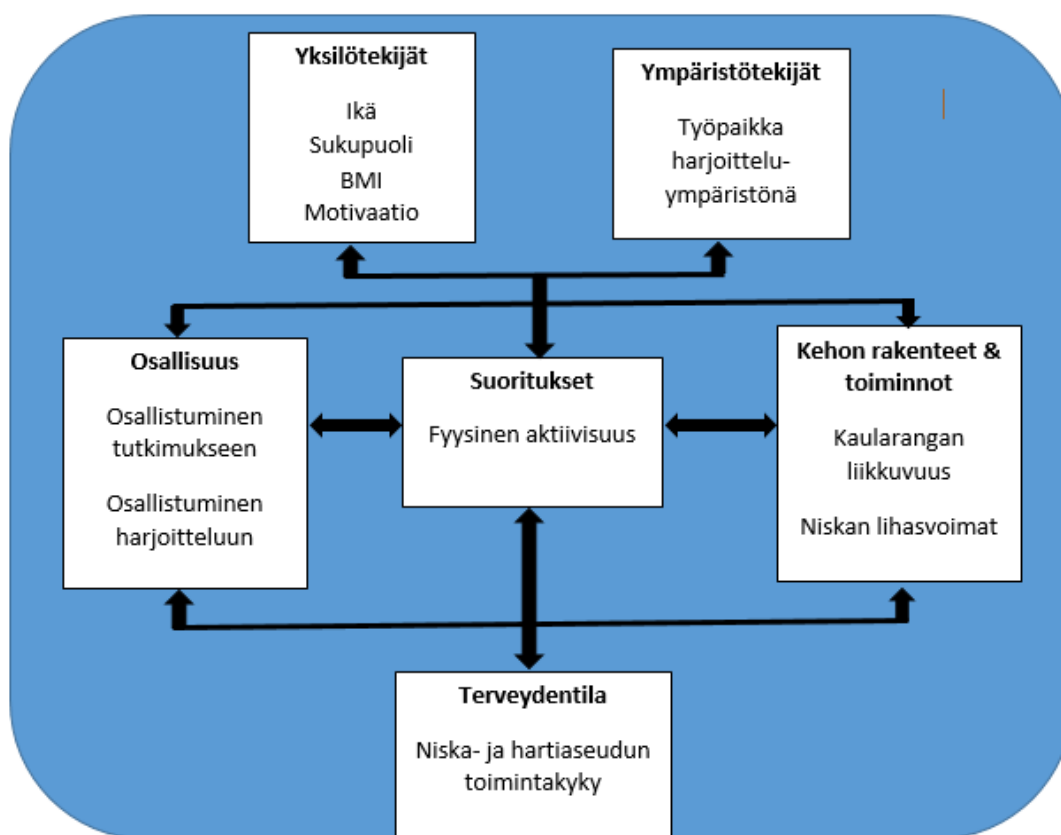 Yksilötekijät
Ikä
Sukupuoli
BMI
Motivaatio
Ympäristötekijät
Työpaikka
harjoittelu-
ympäristönä
Osallisuus
Osallistuminen
tutkimukseen
Osallistuminen
harjoitteluun
Suoritukset
Fyysinen aktiivisuus
Kehon rakenteet &
toiminnot
Kaularangan
liikkuvuus
Niskan lihasvoimat
Terveydentila
Niska- ja hartiaseudun
toimintakyky